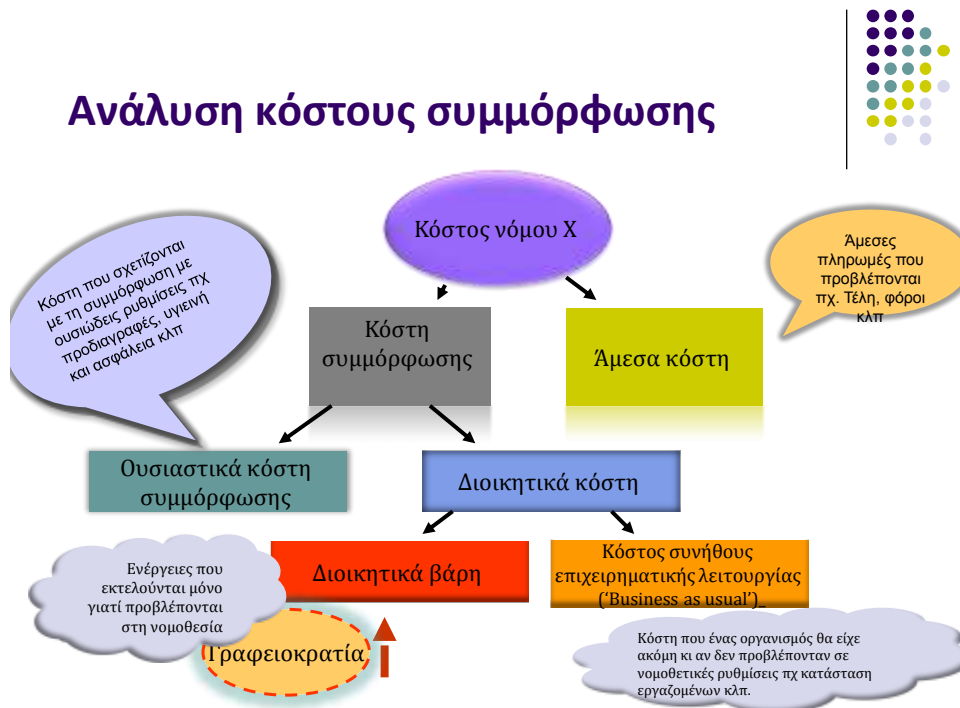 Ανάλυση κόστους συμμόρφωσης
Κόστος νόμου Χ
Κόστη που σχετίζονται
με τη συμμόρφωση με
ουσιώδεις ρυθμίσεις πχ
προδιαγραφές, υγιεινή
και ασφάλεια κλπ
Άμεσες
πληρωμές που
προβλέπονται
πχ. Τέλη, φόροι
κλπ
Κόστη
συμμόρφωσης
Άμεσα κόστη
Ουσιαστικά κόστη
συμμόρφωσης
Διοικητικά κόστη
Διοικητικά βάρη
Κόστος συνήθους
επιχειρηματικής λειτουργίας
(‘Business as usual’)_
Ενέργειες που
εκτελούνται μόνο
γιατί προβλέπονται
στη νομοθεσία
Γραφειοκρατία
Κόστη που ένας οργανισμός θα είχε
ακόμη κι αν δεν προβλέπονταν σε
νομοθετικές ρυθμίσεις πχ κατάσταση
εργαζομένων κλπ.